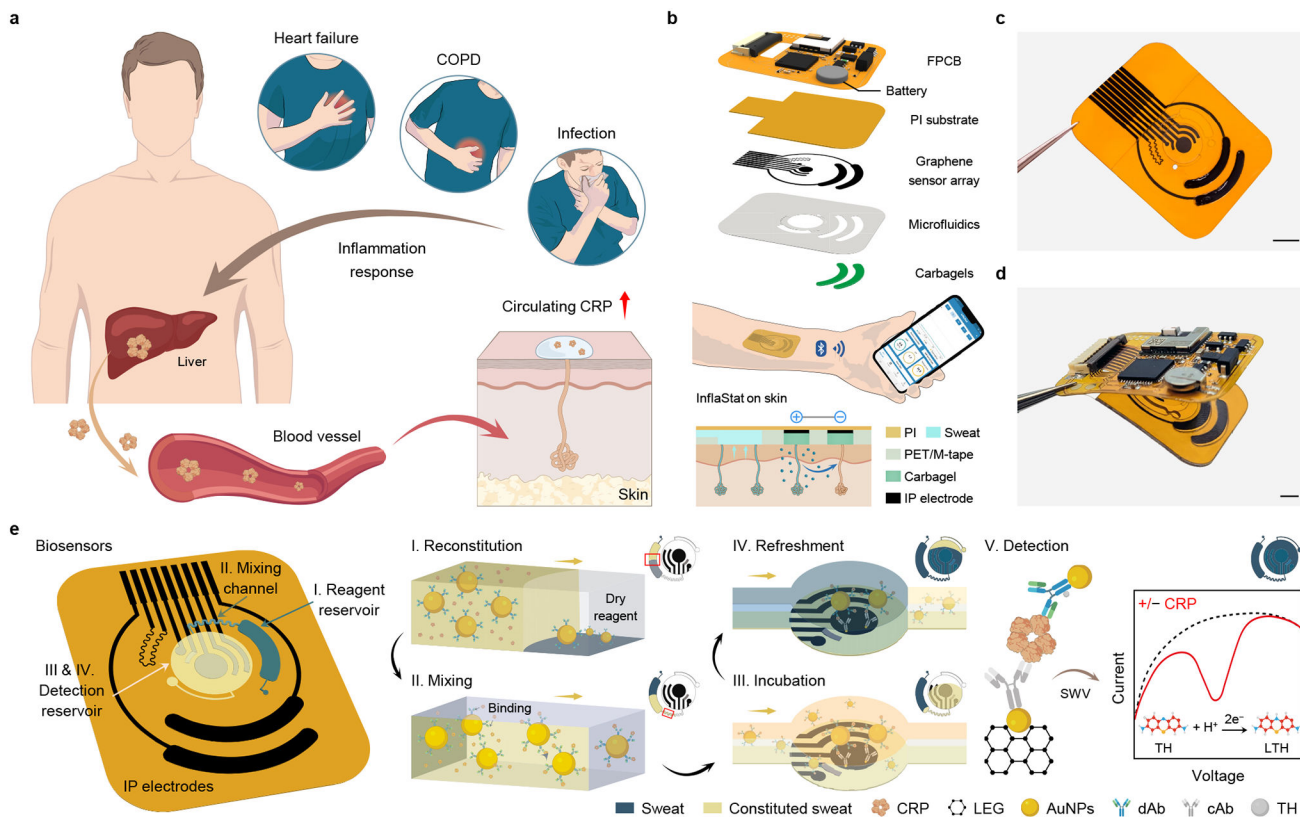 a
Heart failure
COPD
Infection
Inflammation
response
Circulating CRP
Liver
Blood vessel
Skin
b
FPCB
Battery
PI substrate
Graphene
sensor array
Microfluidics
Carbagels
InflaStat on skin
PI
Sweat
PET/M-tape
Carbagel
IP electrode
c
d
e
Biosensors
II. Mixing
channel
I. Reagent
reservoir
III & IV.
Detection
reservoir
IP electrodes
I. Reconstitution
Dry
reagent
II. Mixing
Binding
IV. Refreshment
III. Incubation
V. Detection
SWV
+/− CRP
Current
+ H⁺
2e⁻
TH
LTH
Voltage
Sweat
Constituted sweat
CRP
LEG
AuNPs
dAb
cAb
TH